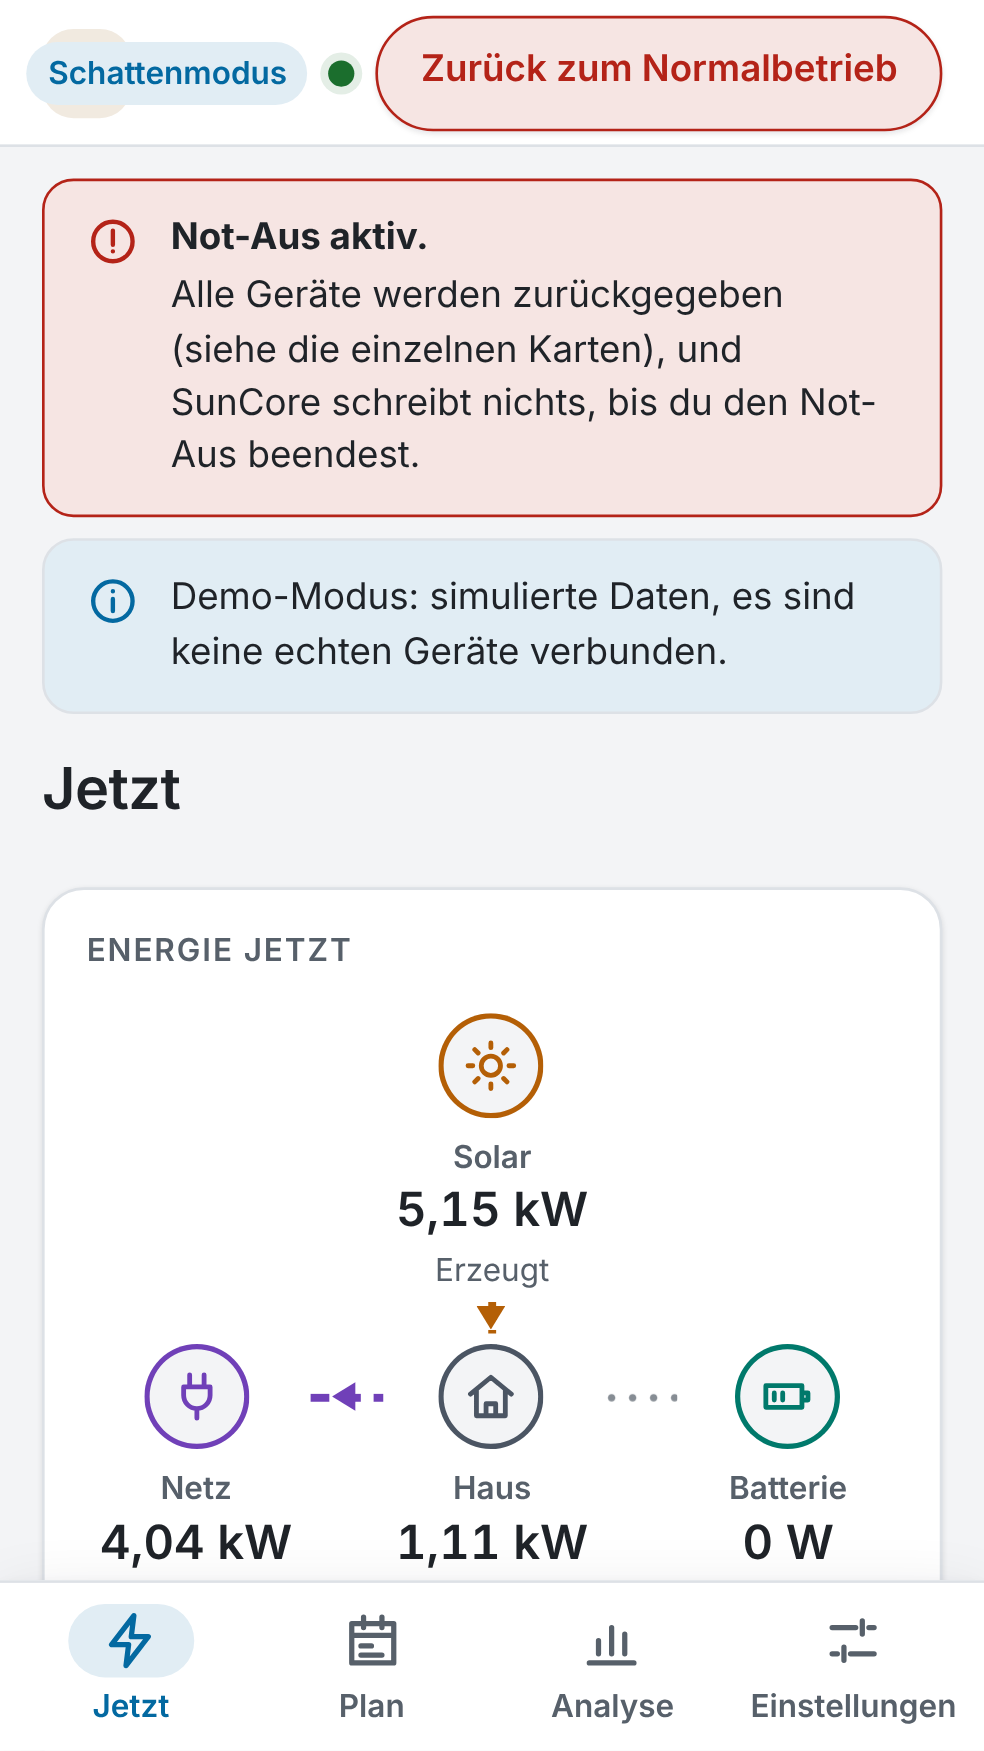 Schattenmodus
Zurück zum Normalbetrieb
Not-Aus aktiv.
Alle Geräte werden zurückgegeben
(siehe die einzelnen Karten), und
SunCore schreibt nichts, bis du den Not-
Aus beendest.
Demo-Modus: simulierte Daten, es sind
keine echten Geräte verbunden.
Jetzt
ENERGIE JETZT
Solar
5,15 kW
Erzeugt
Netz
Haus
Batterie
4,04 kW
1,11 kW
0 W
Jetzt
Plan
Analyse
Einstellungen